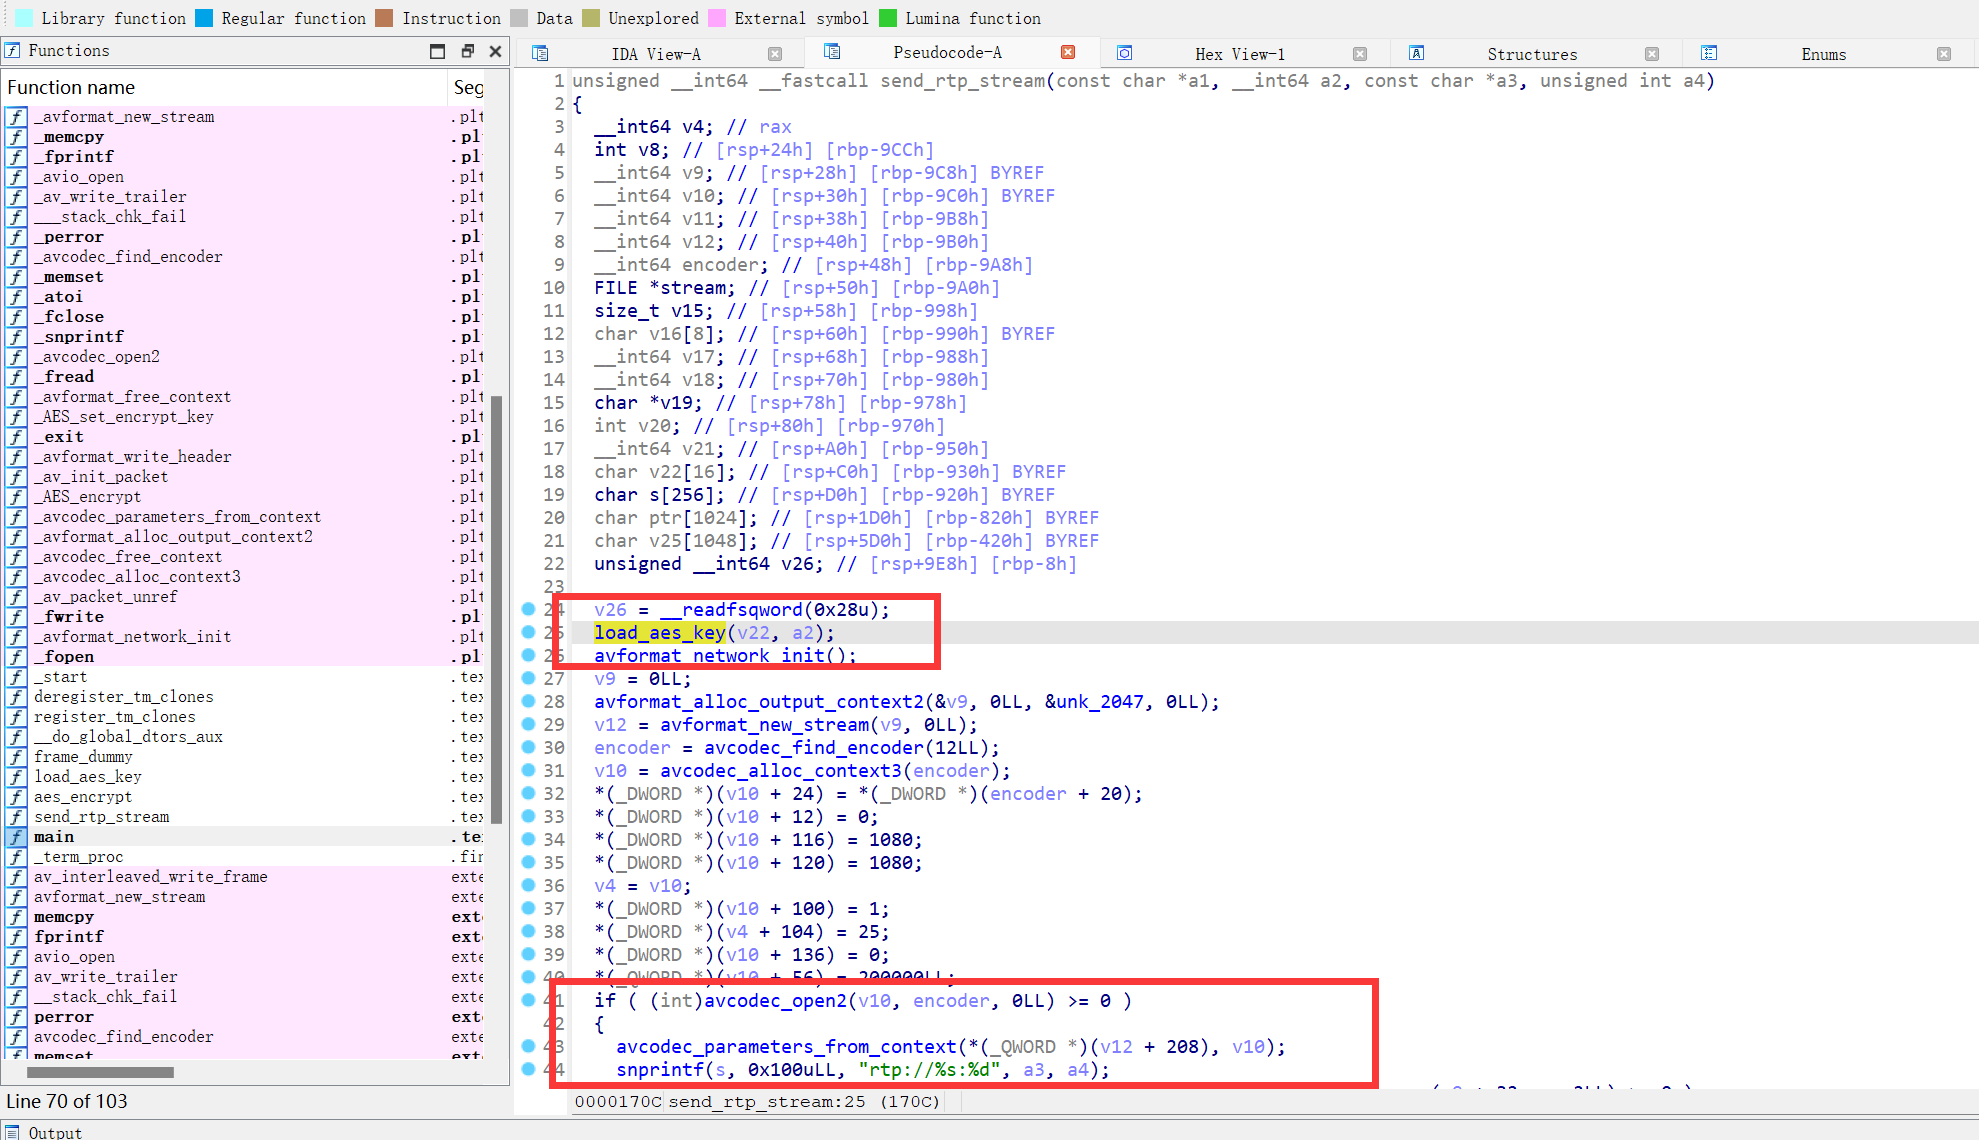 Library function Regular function Instruction Data Unexplored External symbol Lumina function
Functions
IDA View-A Pseudocode-A Hex View-1 Structures Enums
Function name Seg
_avformat_new_stream .plt
_memcpy .pl
_fprintf .pl
_avio_open .plt
_av_write_trailer .plt
___stack_chk_fail .plt
_perror .pl
_avcodec_find_encoder .plt
_memset .pl
_atoi .pl
_fclose .pl
_snprintf .pl
_avcodec_open2 .plt
_fread .pl
_avformat_free_context .plt
_AES_set_encrypt_key .plt
_exit .pl
_avformat_write_header .plt
_av_init_packet .plt
_AES_encrypt .plt
_avcodec_parameters_from_context .plt
_avformat_alloc_output_context2 .plt
_avcodec_free_context .plt
_avcodec_alloc_context3 .plt
_av_packet_unref .plt
_fwrite .pl
_avformat_network_init .plt
_fopen .pl
_start .tex
deregister_tm_clones .tex
register_tm_clones .tex
__do_global_dtors_aux .tex
frame_dummy .tex
load_aes_key .tex
aes_encrypt .tex
send_rtp_stream .tex
main .te
_term_proc .fin
av_interleaved_write_frame exte
avformat_new_stream exte
memcpy ext
fprintf ext
avio_open exte
av_write_trailer exte
__stack_chk_fail exte
perror ext
avcodec_find_encoder exte
memset ext
Line 70 of 103
Output
1 unsigned __int64 __fastcall send_rtp_stream(const char *a1, __int64 a2, const char *a3, unsigned int a4)
2 {
3 __int64 v4; // rax
4 int v8; // [rsp+24h] [rbp-9CCh]
5 __int64 v9; // [rsp+28h] [rbp-9C8h] BYREF
6 __int64 v10; // [rsp+30h] [rbp-9C0h] BYREF
7 __int64 v11; // [rsp+38h] [rbp-9B8h]
8 __int64 v12; // [rsp+40h] [rbp-9B0h]
9 __int64 encoder; // [rsp+48h] [rbp-9A8h]
10 FILE *stream; // [rsp+50h] [rbp-9A0h]
11 size_t v15; // [rsp+58h] [rbp-998h]
12 char v16[8]; // [rsp+60h] [rbp-990h] BYREF
13 __int64 v17; // [rsp+68h] [rbp-988h]
14 __int64 v18; // [rsp+70h] [rbp-980h]
15 char *v19; // [rsp+78h] [rbp-978h]
16 int v20; // [rsp+80h] [rbp-970h]
17 __int64 v21; // [rsp+A0h] [rbp-950h]
18 char v22[16]; // [rsp+C0h] [rbp-930h] BYREF
19 char s[256]; // [rsp+D0h] [rbp-920h] BYREF
20 char ptr[1024]; // [rsp+1D0h] [rbp-820h] BYREF
21 char v25[1048]; // [rsp+5D0h] [rbp-420h] BYREF
22 unsigned __int64 v26; // [rsp+9E8h] [rbp-8h]
23
24 v26 = __readfsqword(0x28u);
25 load_aes_key(v22, a2);
26 avformat_network_init();
27 v9 = 0LL;
28 avformat_alloc_output_context2(&v9, 0LL, &unk_2047, 0LL);
29 v12 = avformat_new_stream(v9, 0LL);
30 encoder = avcodec_find_encoder(12LL);
31 v10 = avcodec_alloc_context3(encoder);
32 *(_DWORD *)(v10 + 24) = *(_DWORD *)(encoder + 20);
33 *(_DWORD *)(v10 + 12) = 0;
34 *(_DWORD *)(v10 + 116) = 1080;
35 *(_DWORD *)(v10 + 120) = 1080;
36 v4 = v10;
37 *(_DWORD *)(v10 + 100) = 1;
38 *(_DWORD *)(v4 + 104) = 25;
39 *(_DWORD *)(v10 + 136) = 0;
40 *(_QWORD *)(v10 + 56) = 200000LL;
41 if ( (int)avcodec_open2(v10, encoder, 0LL) >= 0 )
42 {
43 avcodec_parameters_from_context(*(_QWORD *)(v12 + 208), v10);
44 snprintf(s, 0x100uLL, "rtp://%s:%d", a3, a4);
0000170C send_rtp_stream:25 (170C)